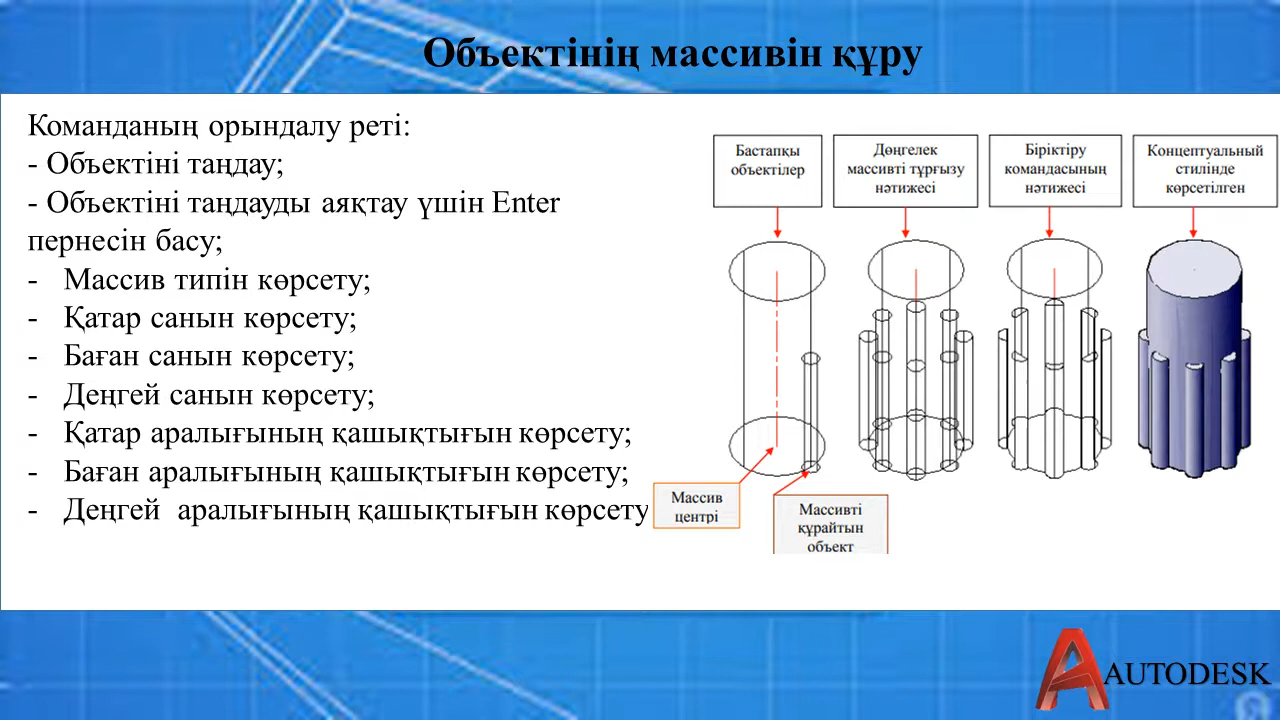 Объектінің массивін құру
Команданың орындалу реті:
- Объектіні таңдау;
- Объектіні таңдауды аяқтау үшін Enter
пернесін басу;
- Массив типін көрсету;
- Қатар санын көрсету;
- Баған санын көрсету;
- Деңгей санын көрсету;
- Қатар аралығының қашықтығын көрсету;
- Баған аралығының қашықтығын көрсету;
- Деңгей аралығының қашықтығын көрсету
Бастапқы
объектілер
Дөңгелек
массивті тұрғызу
нәтижесі
Біріктіру
командасының
нәтижесі
Концептуальный
стилінде
көрсетілген
Массив
центрі
Массивті
құрайтын
объект
AUTODESK